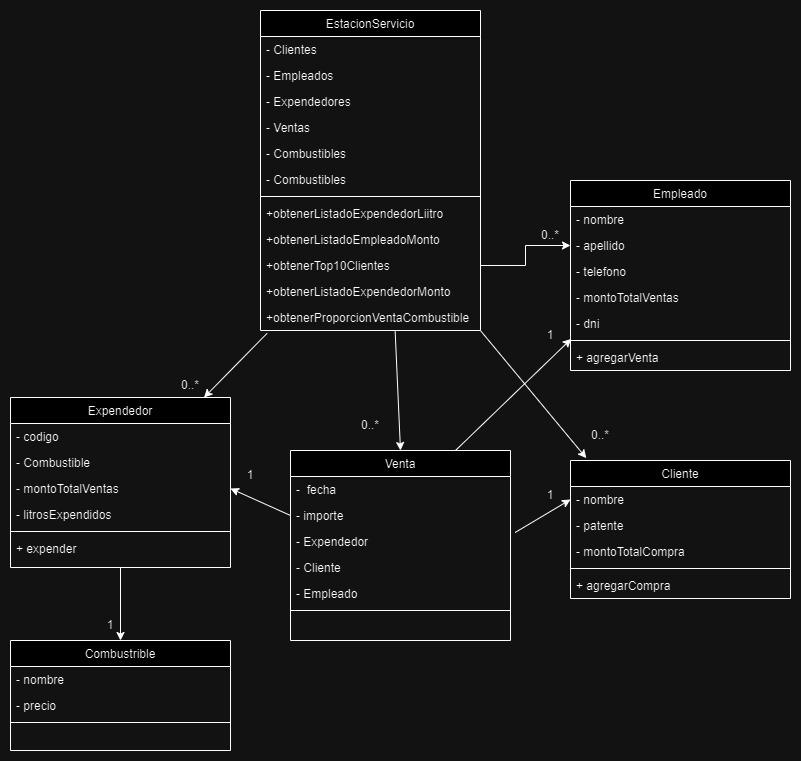 EstacionServicio
- Clientes
- Empleados
- Expendedores
- Ventas
- Combustibles
- Combustibles
+obtenerListadoExpendedorLiitro
+obtenerListadoEmpleadoMonto
+obtenerTop10Clientes
+obtenerListadoExpendedorMonto
+obtenerProporcionVentaCombustible
Empleado
- nombre
- apellido
- telefono
- montoTotalVentas
- dni
+ agregarVenta
0..*
1
0..*
0..*
0..*
Expendedor
- codigo
- Combustible
- montoTotalVentas
- litrosExpendidos
+ expender
1
Venta
- fecha
- importe
- Expendedor
- Cliente
- Empleado
1
Cliente
- nombre
- patente
- montoTotalCompra
+ agregarCompra
1
Combustrible
- nombre
- precio